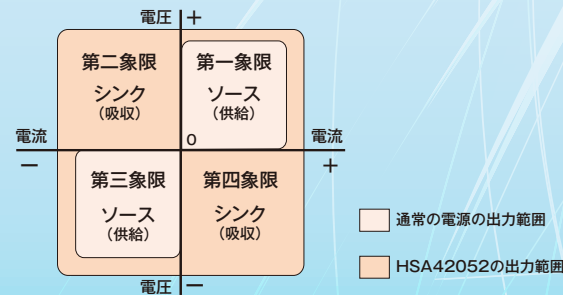 電圧 ＋
第二象限
シンク
（吸収）
第一象限
ソース
（供給）
電流
－
0
電流
＋
第三象限
ソース
（供給）
第四象限
シンク
（吸収）
電圧 －
通常の電源の出力範囲
HSA42052の出力範囲